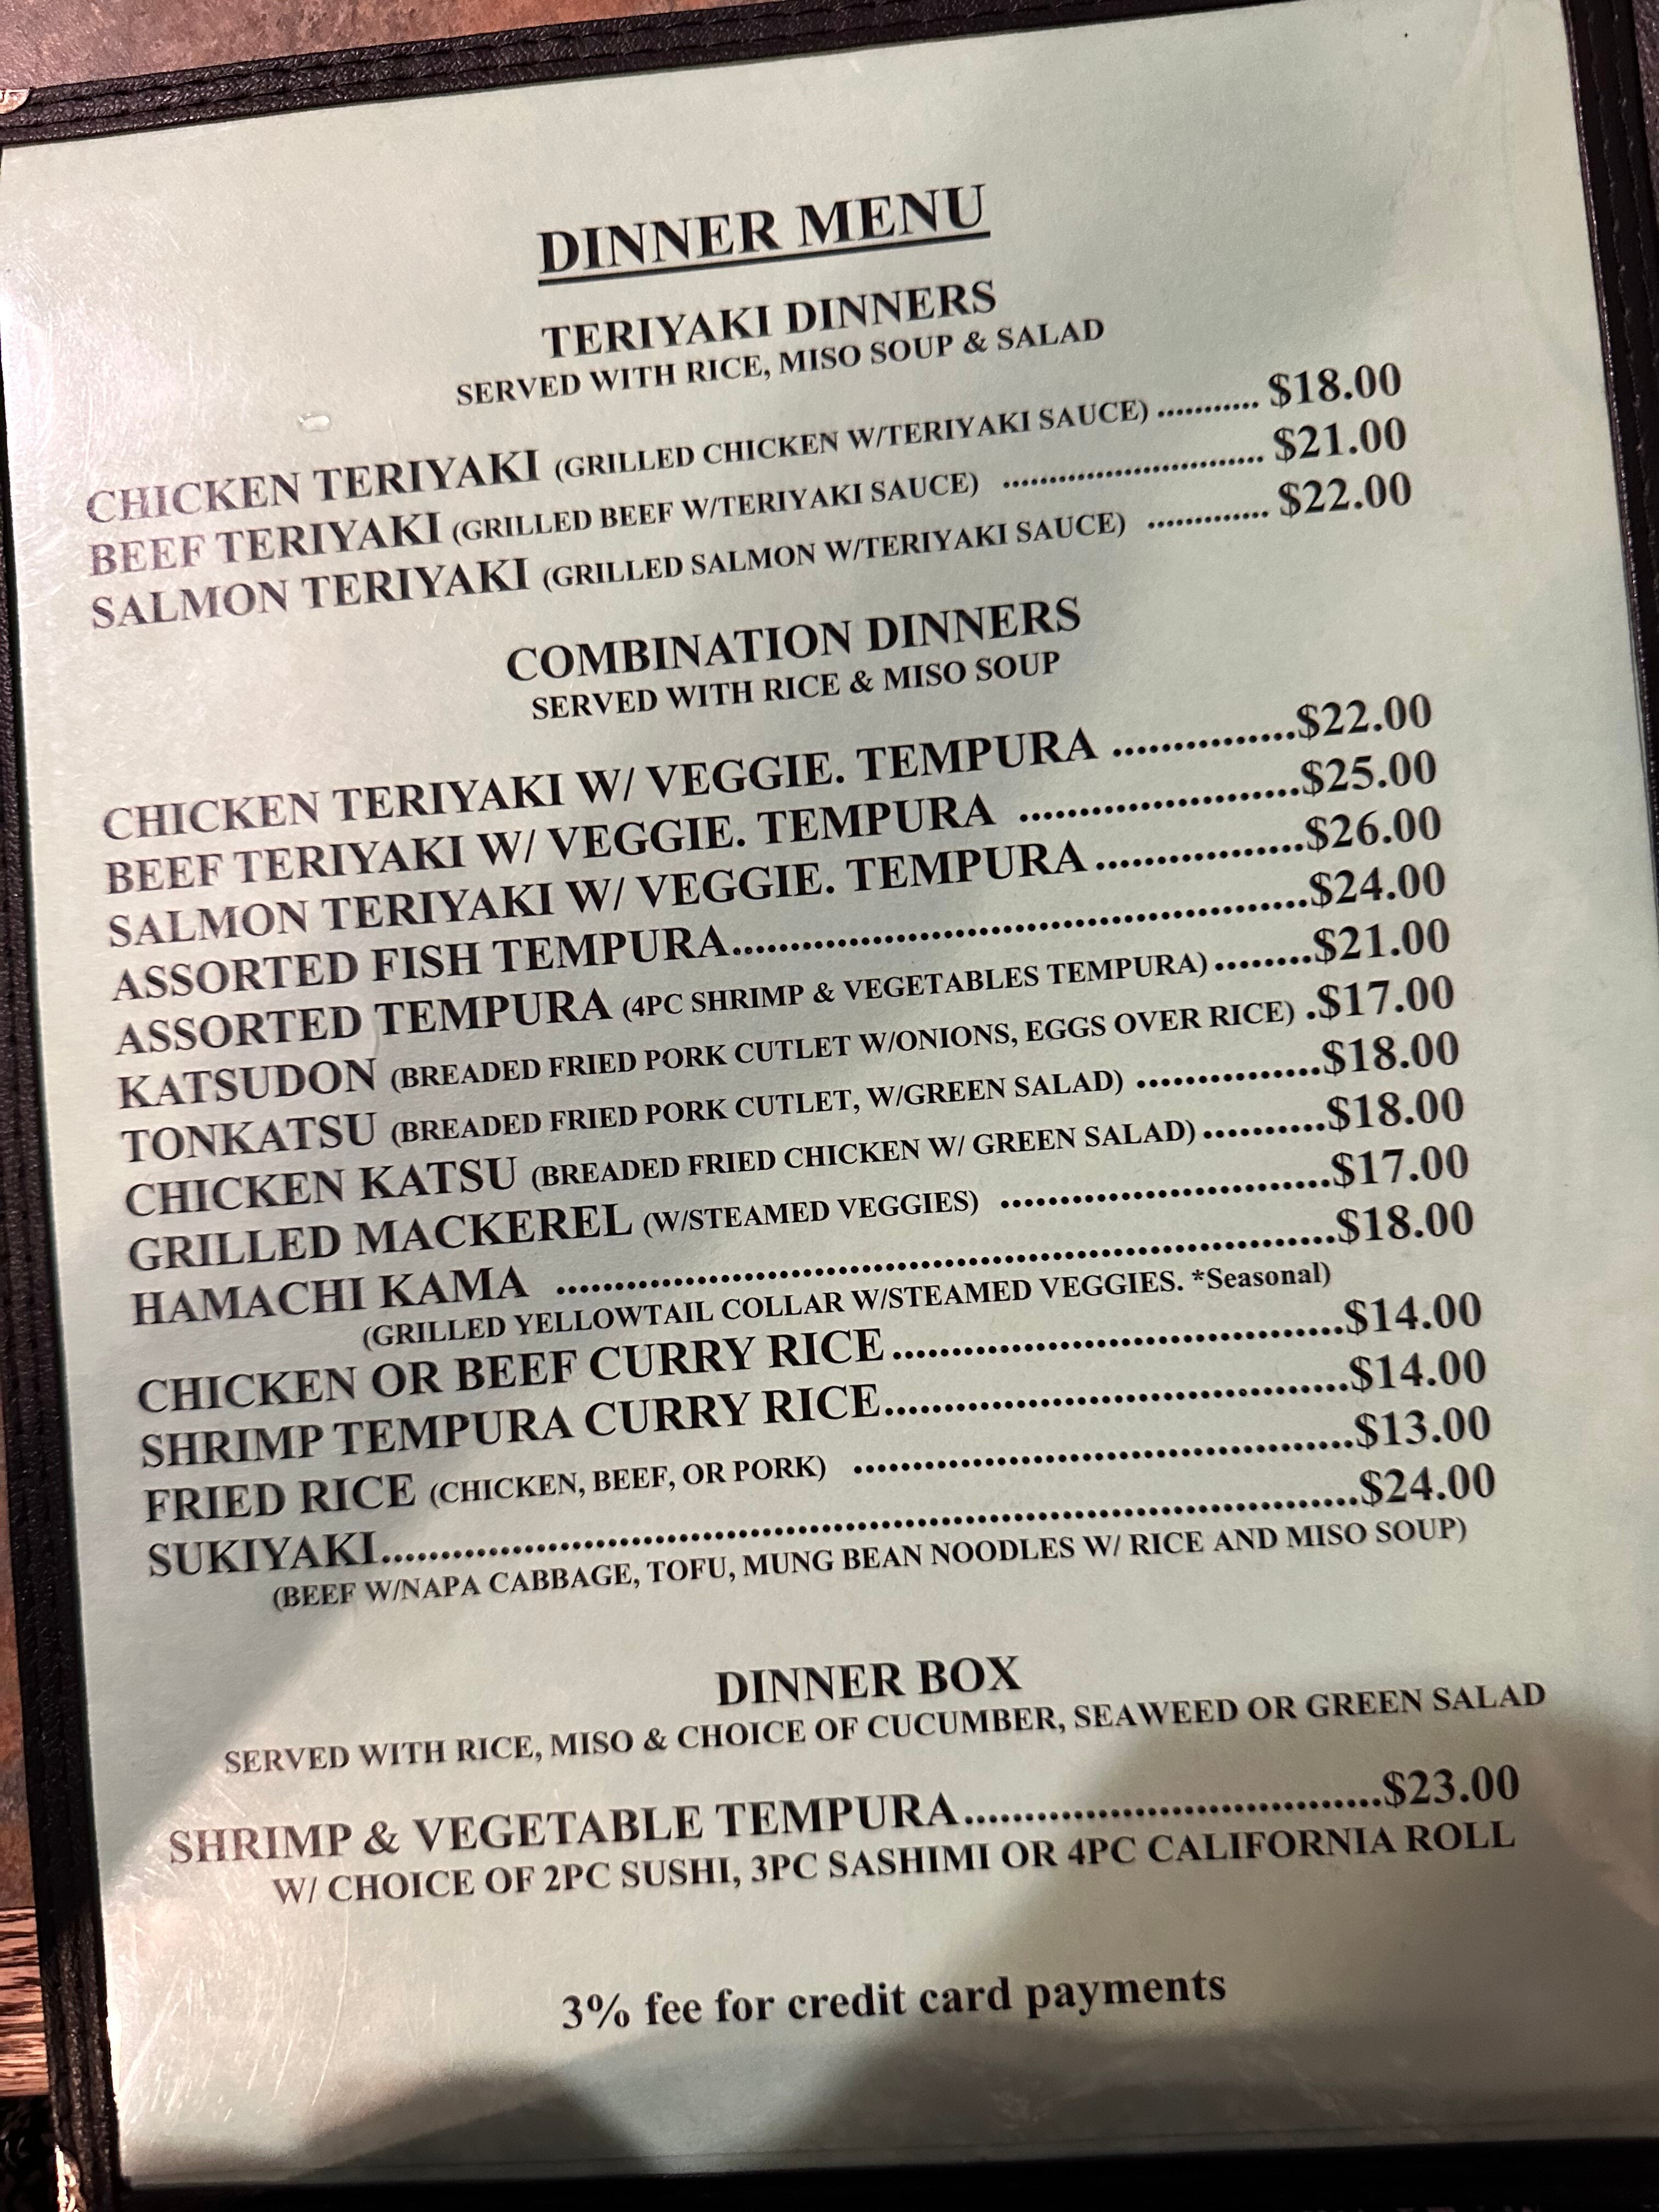 DINNER MENU
TERIYAKI DINNERS
SERVED WITH RICE, MISO SOUP & SALAD
CHICKEN TERIYAKI (GRILLED CHICKEN W/TERIYAKI SAUCE) ........... $18.00
BEEF TERIYAKI (GRILLED BEEF W/TERIYAKI SAUCE) ............................ $21.00
SALMON TERIYAKI (GRILLED SALMON W/TERIYAKI SAUCE) ............. $22.00
COMBINATION DINNERS
SERVED WITH RICE & MISO SOUP
CHICKEN TERIYAKI W/ VEGGIE. TEMPURA ...............$22.00
BEEF TERIYAKI W/ VEGGIE. TEMPURA .......................$25.00
SALMON TERIYAKI W/ VEGGIE. TEMPURA .................$26.00
ASSORTED FISH TEMPURA...............................................$24.00
ASSORTED TEMPURA (4PC SHRIMP & VEGETABLES TEMPURA) ........$21.00
KATSUDON (BREADED FRIED PORK CUTLET W/ONIONS, EGGS OVER RICE) .$17.00
TONKATSU (BREADED FRIED PORK CUTLET, W/GREEN SALAD) ...............$18.00
CHICKEN KATSU (BREADED FRIED CHICKEN W/ GREEN SALAD) ..........$18.00
GRILLED MACKEREL (W/STEAMED VEGGIES) ...........................$17.00
HAMACHI KAMA ................................................................$18.00
(GRILLED YELLOWTAIL COLLAR W/STEAMED VEGGIES. *Seasonal)
CHICKEN OR BEEF CURRY RICE.....................................$14.00
SHRIMP TEMPURA CURRY RICE......................................$14.00
FRIED RICE (CHICKEN, BEEF, OR PORK) .........................................$13.00
SUKIYAKI................................................................................$24.00
(BEEF W/NAPA CABBAGE, TOFU, MUNG BEAN NOODLES W/ RICE AND MISO SOUP)
DINNER BOX
SERVED WITH RICE, MISO & CHOICE OF CUCUMBER, SEAWEED OR GREEN SALAD
SHRIMP & VEGETABLE TEMPURA...................................$23.00
W/ CHOICE OF 2PC SUSHI, 3PC SASHIMI OR 4PC CALIFORNIA ROLL
3% fee for credit card payments